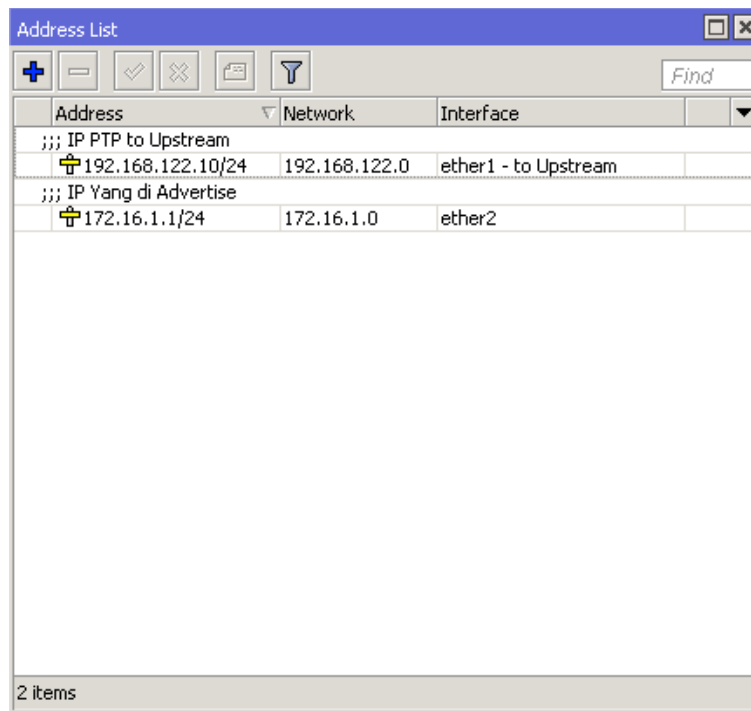 Address List
Find
Address Network Interface
;;; IP PTP to Upstream
192.168.122.10/24 192.168.122.0 ether1 - to Upstream
;;; IP Yang di Advertise
172.16.1.1/24 172.16.1.0 ether2
2 items